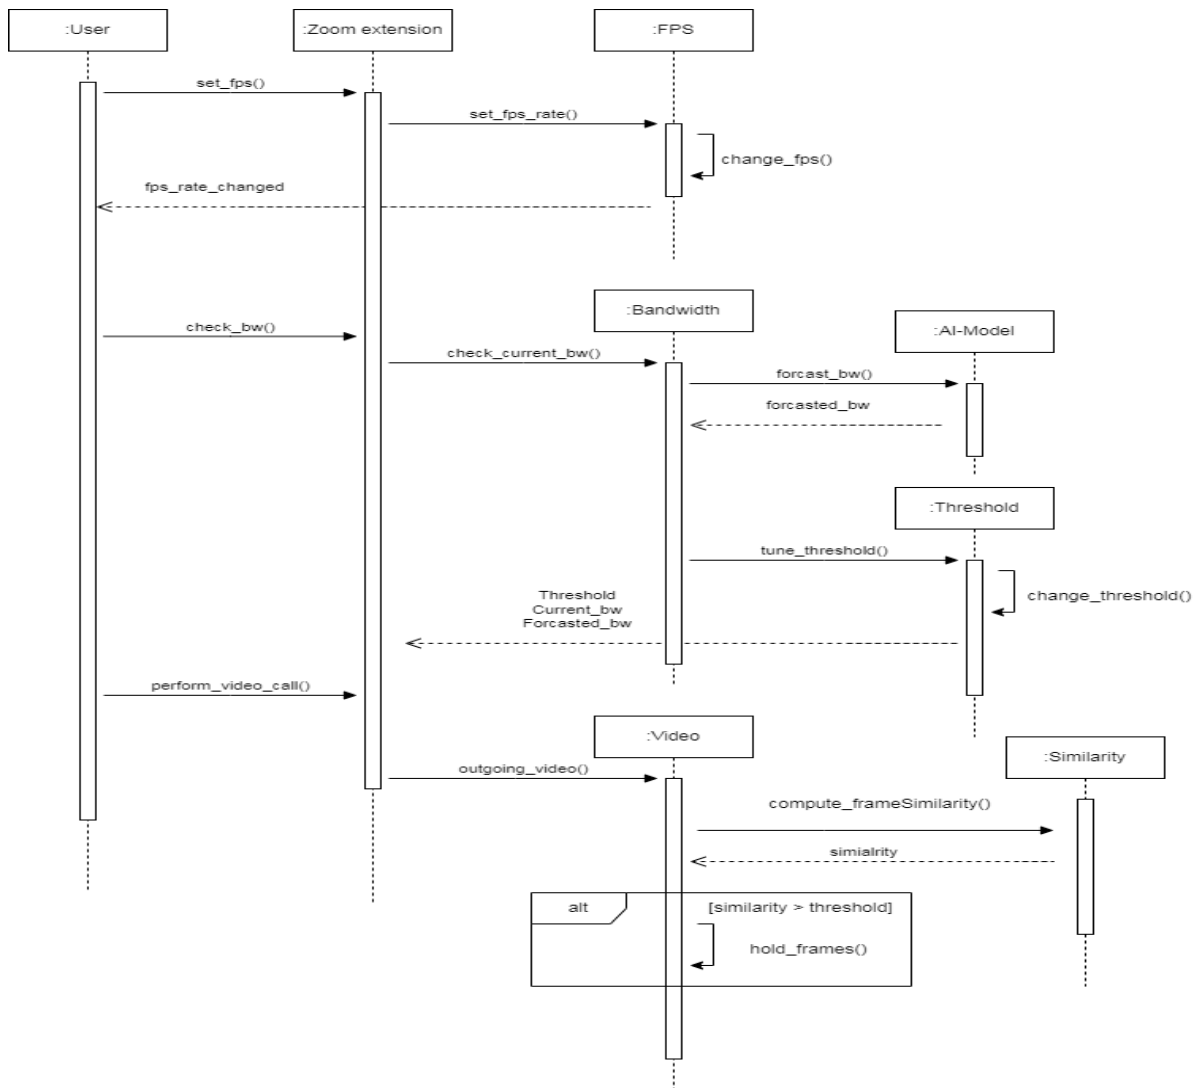 :User
:Zoom extension
:FPS
set_fps()
set_fps_rate()
change_fps()
fps_rate_changed
:Bandwidth
:AI-Model
check_bw()
check_current_bw()
forcast_bw()
forcasted_bw
:Threshold
tune_threshold()
change_threshold()
Threshold
Current_bw
Forcasted_bw
perform_video_call()
:Video
:Similarity
outgoing_video()
compute_frameSimilarity()
simialrity
alt
[similarity > threshold]
hold_frames()